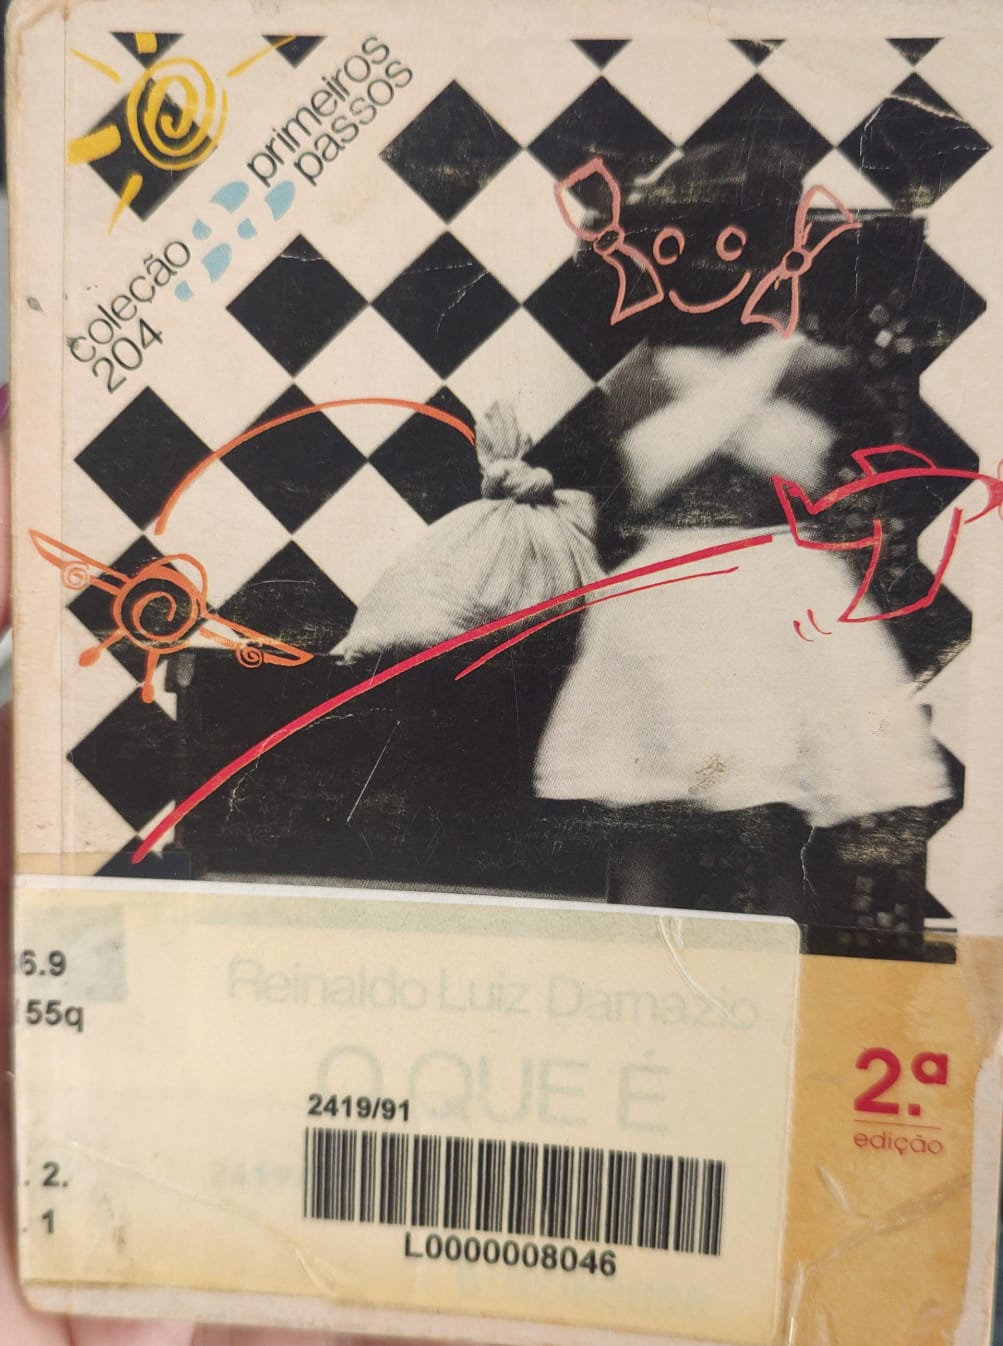 coleção
204
primeiros
passos
6.9
55q
Reinaldo Luiz Damazio
O QUE É
2419/91
L0000008046
. 2.
. 1
2.ª
edição